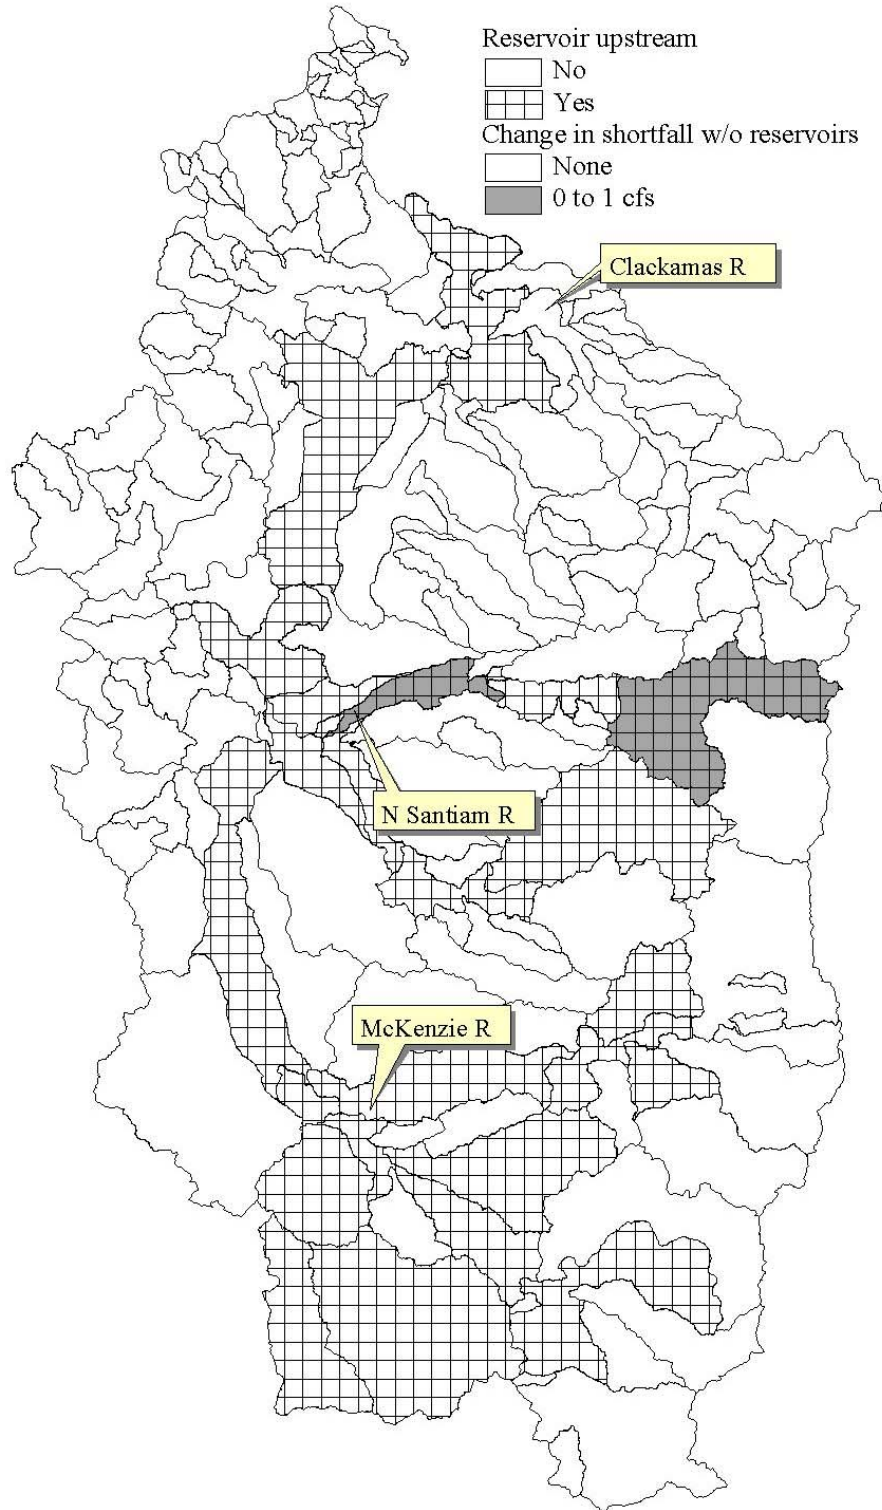 Reservoir upstream
No
Yes
Change in shortfall w/o reservoirs
None
0 to 1 cfs
Clackamas R
N Santiam R
McKenzie R